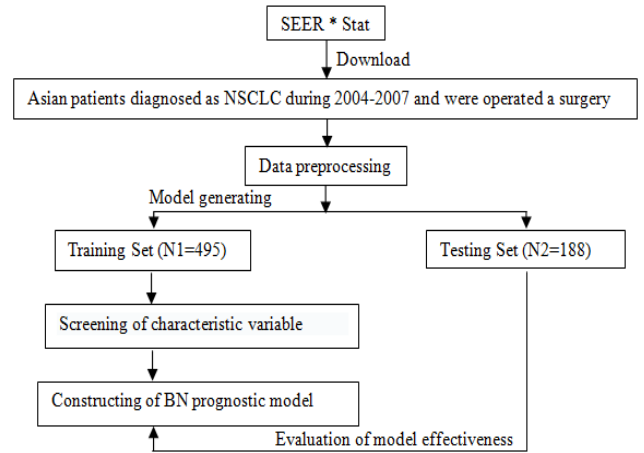 SEER * Stat
Download
Asian patients diagnosed as NSCLC during 2004-2007 and were operated a surgery
Data preprocessing
Model generating
Training Set (N1=495)
Testing Set (N2=188)
Screening of characteristic variable
Constructing of BN prognostic model
Evaluation of model effectiveness